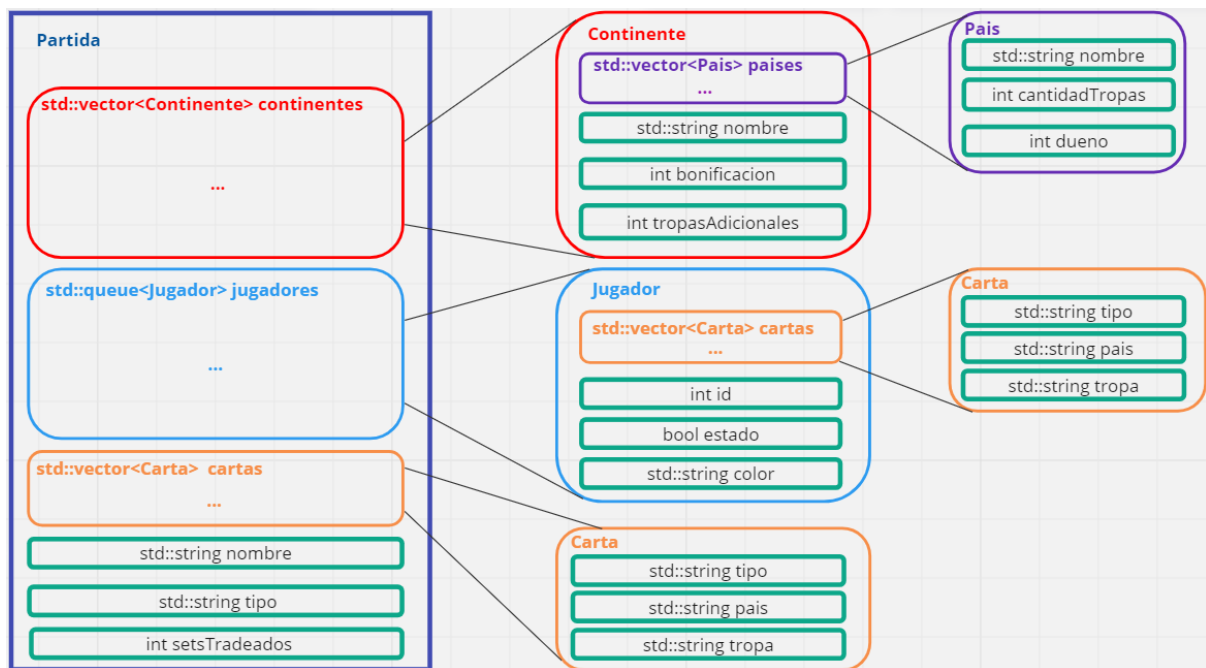 Partida
std::vector<Continente> continentes
...
std::queue<Jugador> jugadores
...
std::vector<Carta> cartas
...
std::string nombre
std::string tipo
int setsTradeados
Continente
std::vector<Pais> paises
...
std::string nombre
int bonificacion
int tropasAdicionales
Pais
std::string nombre
int cantidadTropas
int dueno
Jugador
std::vector<Carta> cartas
...
int id
bool estado
std::string color
Carta
std::string tipo
std::string pais
std::string tropa
Carta
std::string tipo
std::string pais
std::string tropa